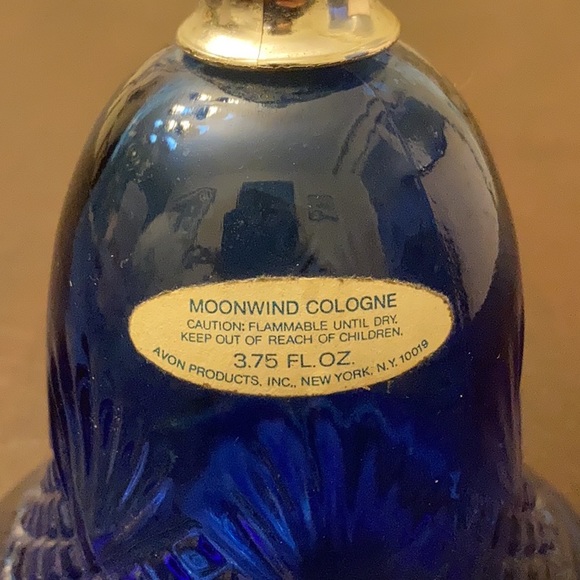 MOONWIND COLOGNE
CAUTION: FLAMMABLE UNTIL DRY.
KEEP OUT OF REACH OF CHILDREN.
3.75 FL.OZ.
AVON PRODUCTS, INC., NEW YORK, N.Y. 10019